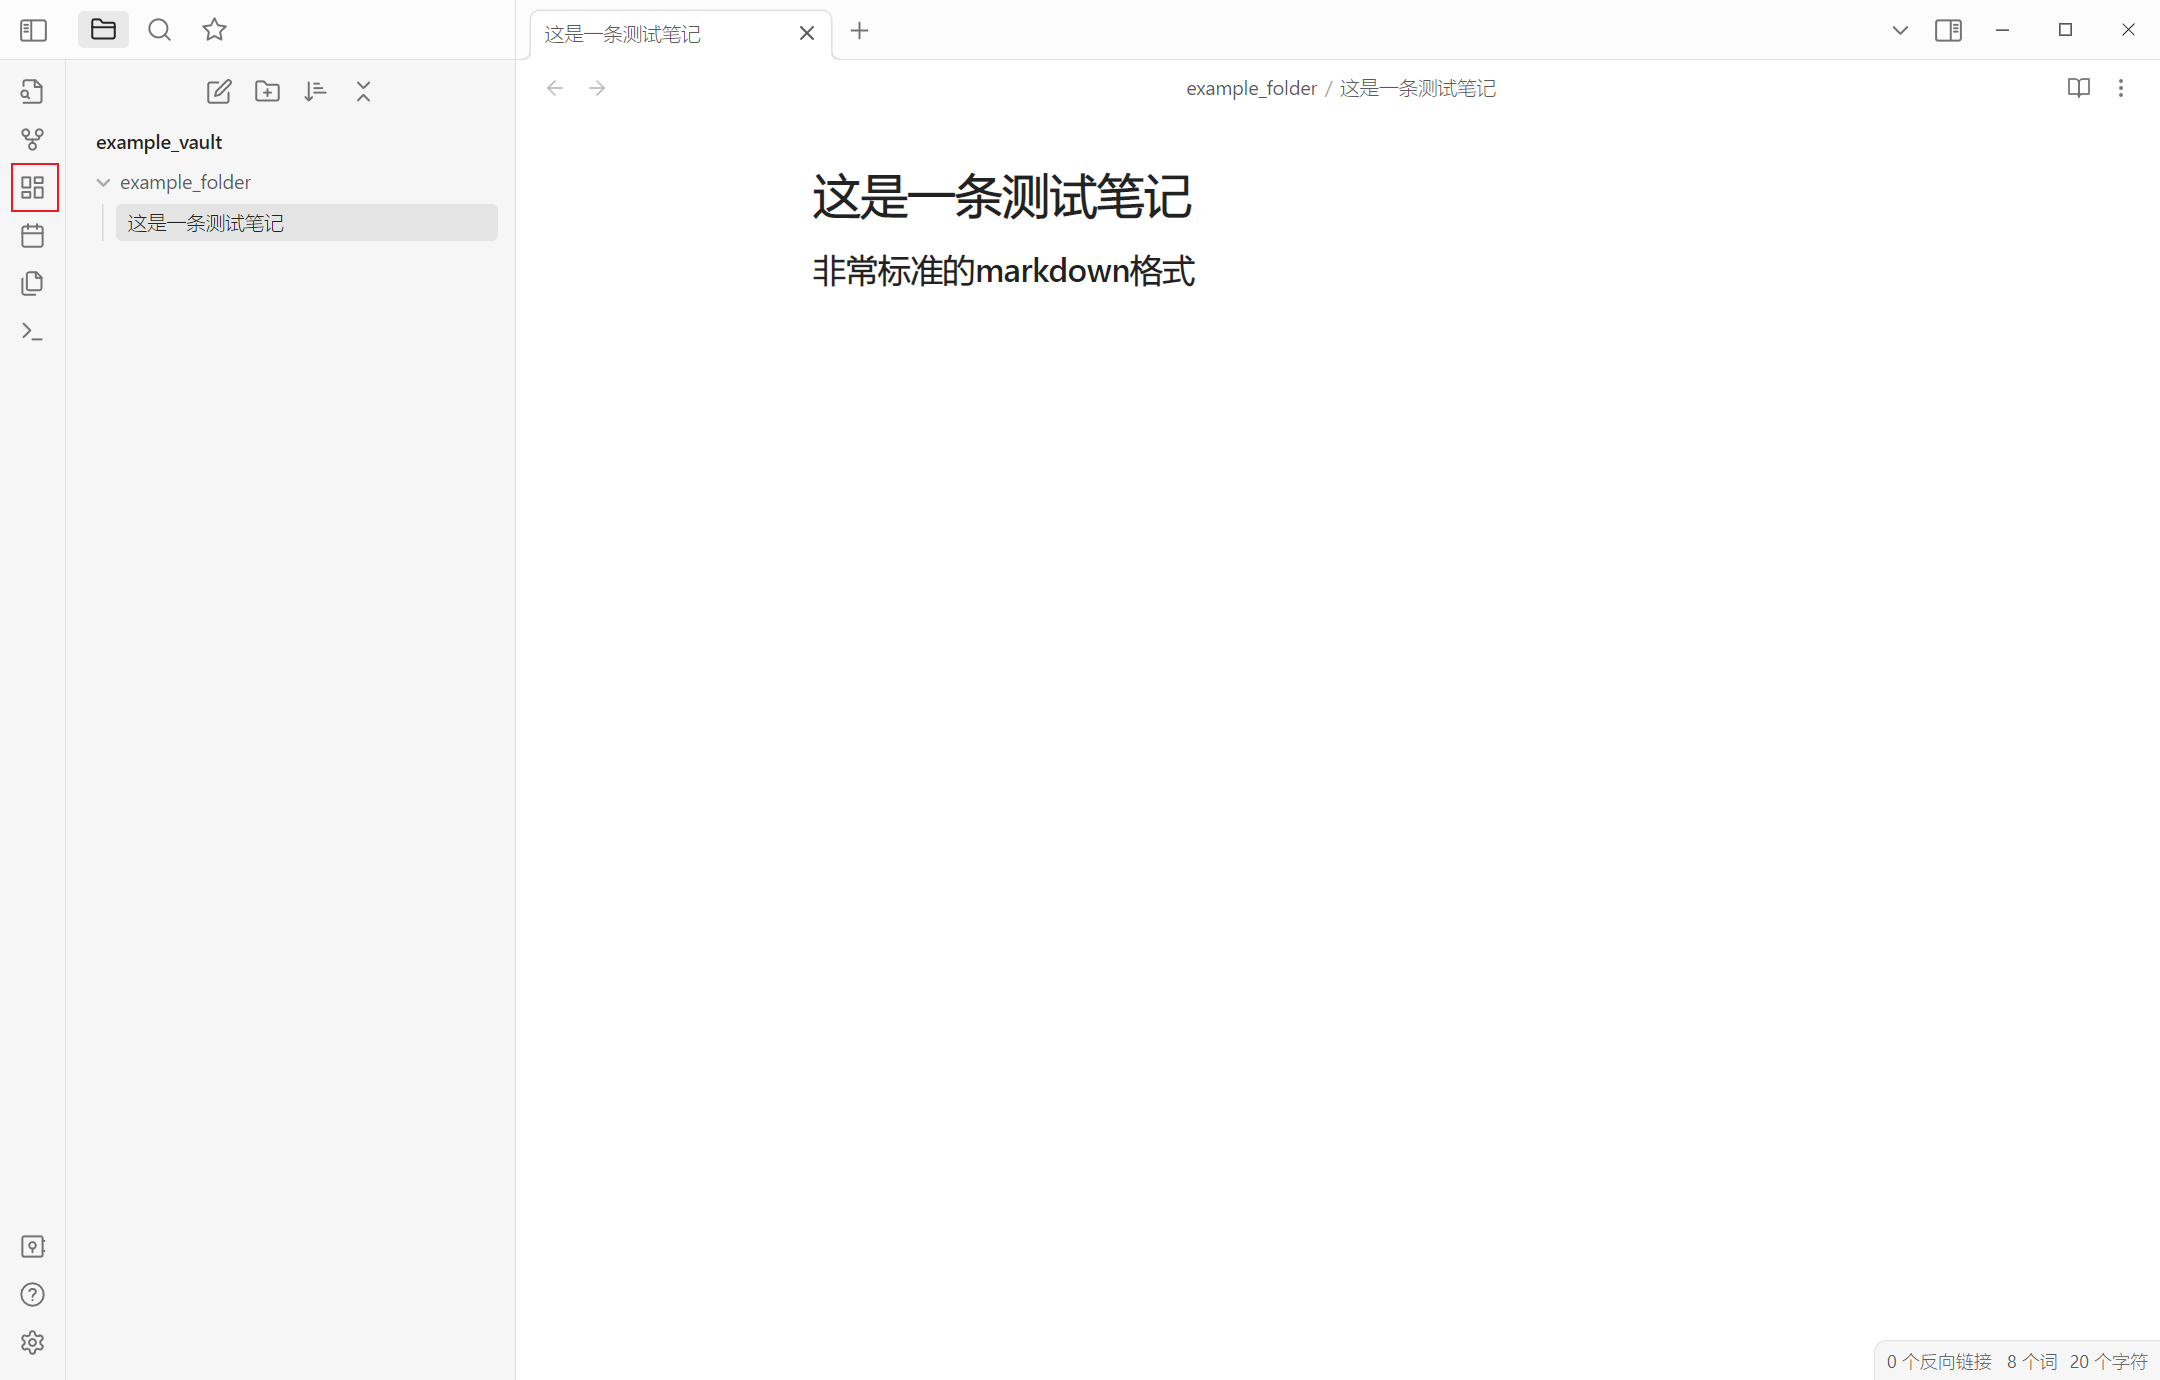 这是一条测试笔记
example_folder / 这是一条测试笔记
example_vault
example_folder
这是一条测试笔记
这是一条测试笔记
非常标准的markdown格式
0 个反向链接 8 个词 20 个字符